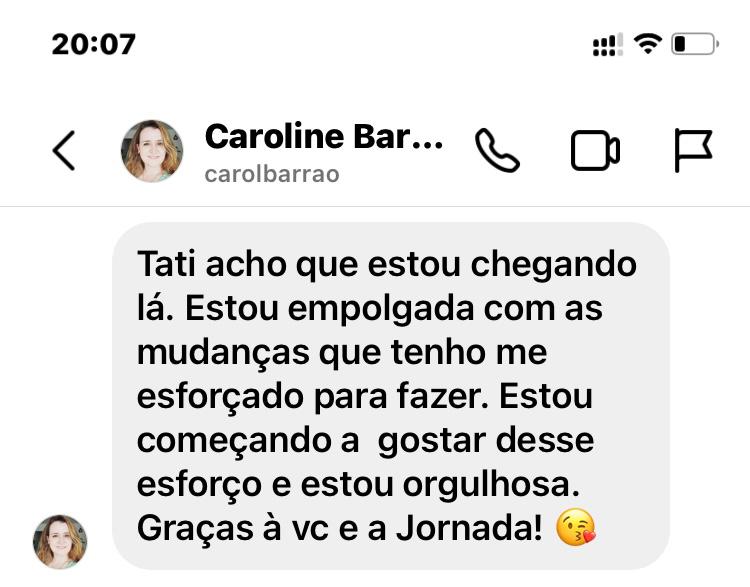 20:07
Caroline Bar...
carolbarrao
Tati acho que estou chegando
lá. Estou empolgada com as
mudanças que tenho me
esforçado para fazer. Estou
começando a  gostar desse
esforço e estou orgulhosa.
Graças à vc e a Jornada! 😘